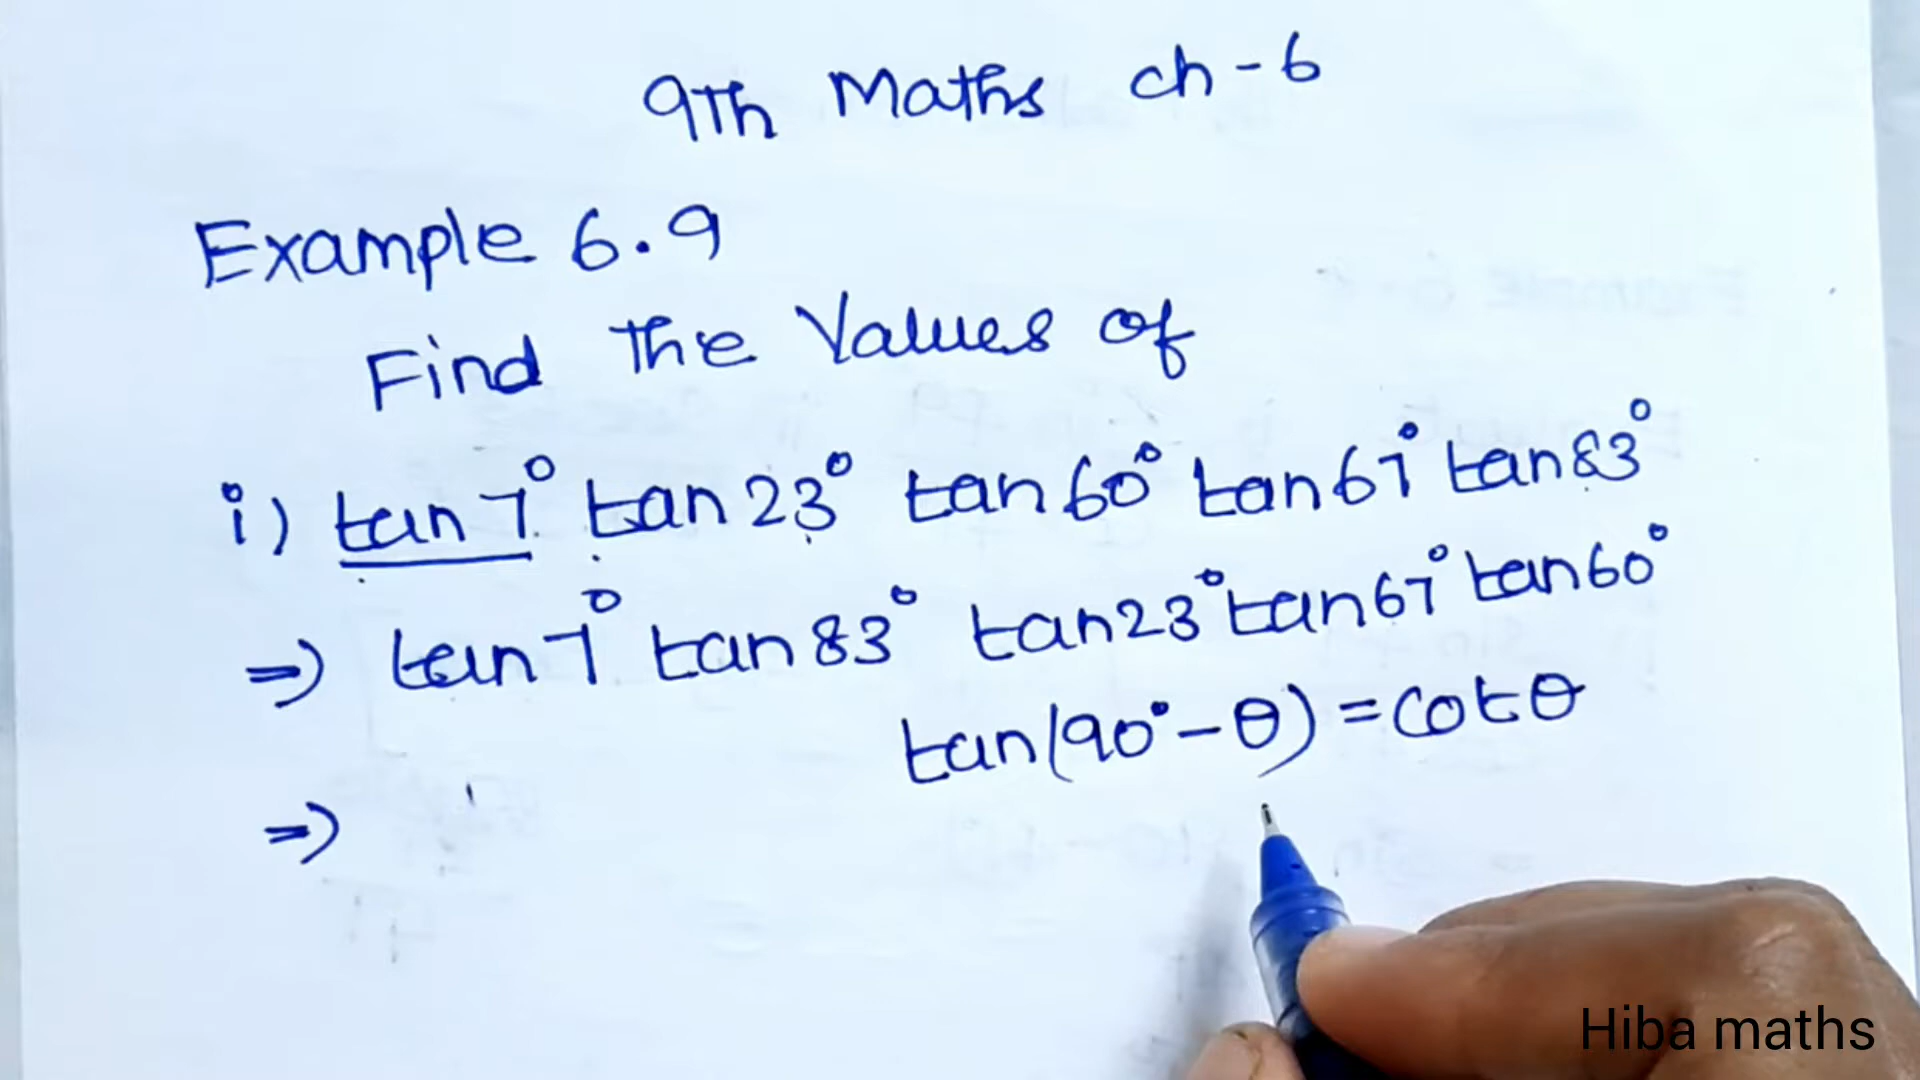 9Th Maths ch-6
Example 6.9
Find The Values of
i) tan 7° tan 23° tan 60° tan 67° tan 83°
⇒ tan 7° tan 83° tan 23° tan 67° tan 60°
tan(90°-θ) = cot θ
⇒
Hiba maths